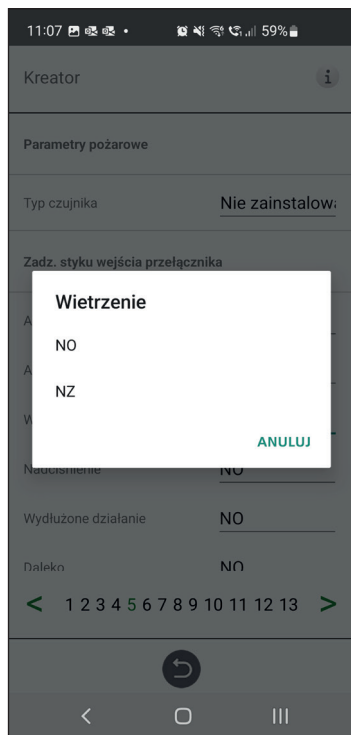 11:07 59%
Kreator i
Parametry pożarowe
Typ czujnika Nie zainstalow
Zadz. styku wejścia przełącznika
Wietrzenie
A
NO
A
NZ
W
ANULUJ
Nadciśnienie NO
Wydłużone działanie NO
Daleko NO
< 1 2 3 4 5 6 7 8 9 10 11 12 13 >